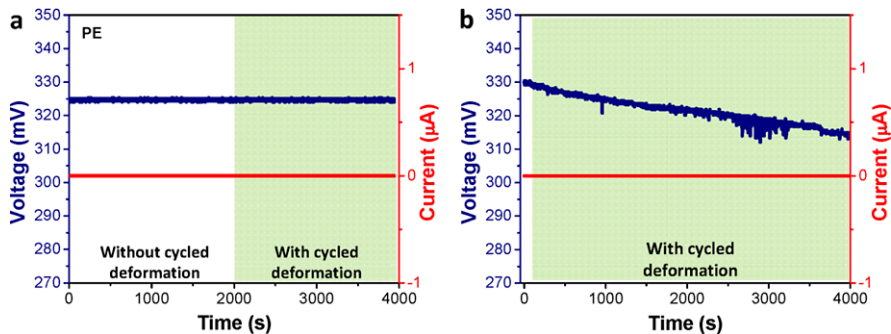 a
PE
350
340
330
320
310
300
290
280
270
Voltage (mV)
1
0
-1
Current (µA)
Without cycled
deformation
With cycled
deformation
0 1000 2000 3000 4000
Time (s)
b
350
340
330
320
310
300
290
280
270
Voltage (mV)
1
0
-1
Current (µA)
With cycled
deformation
0 1000 2000 3000 4000
Time (s)